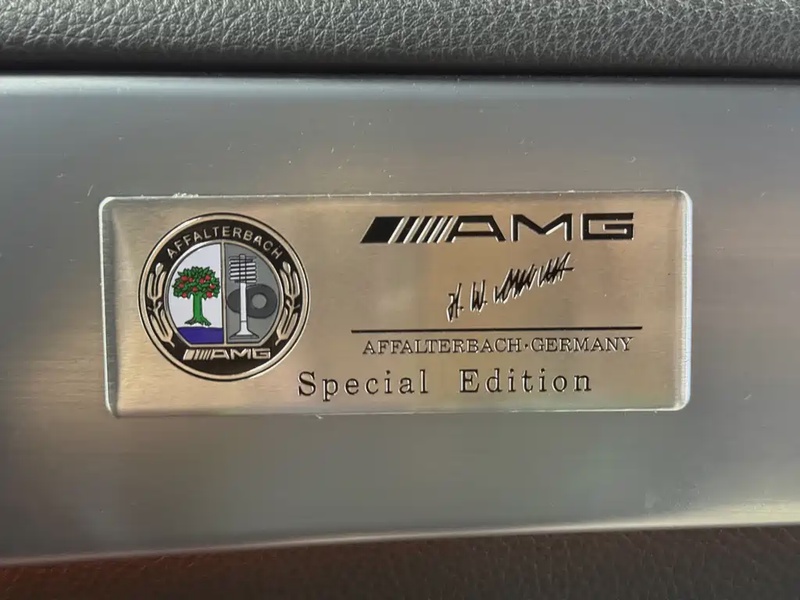 AFFALTERBACH
AMG
AMG
H. W.
AFFALTERBACH·GERMANY
Special Edition